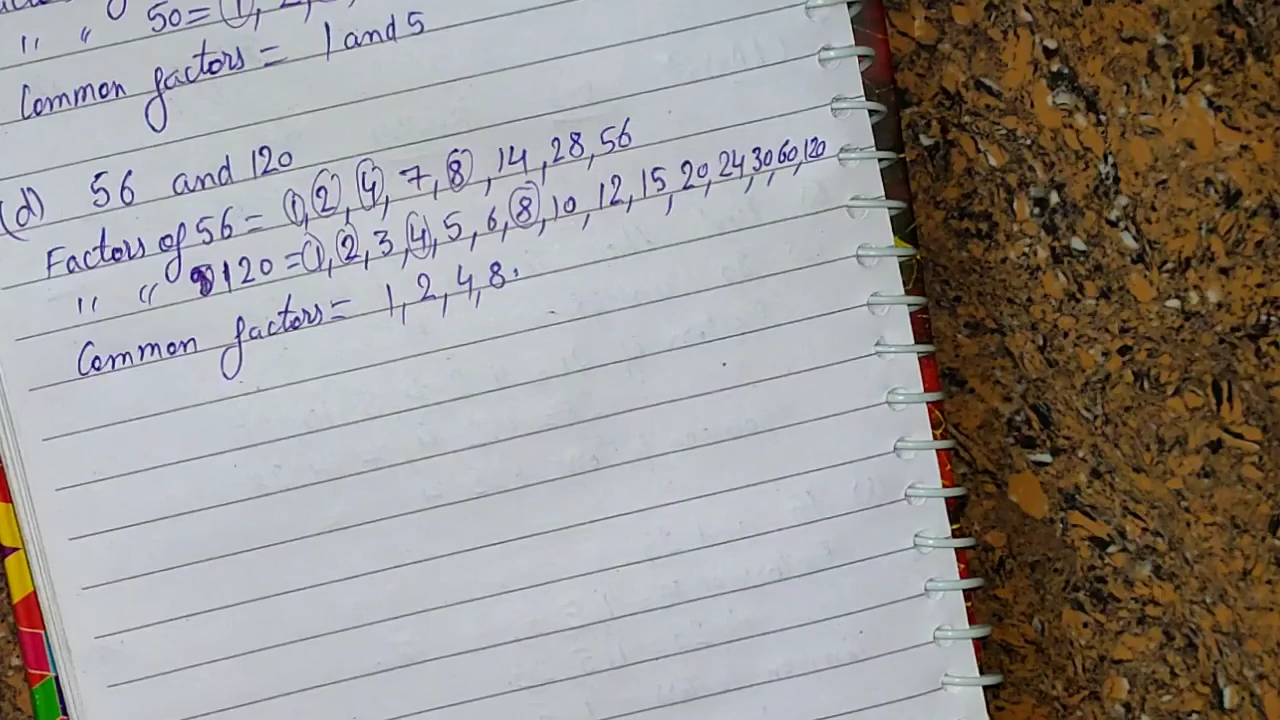 " " 50 = 1,
Common factors = 1 and 5
(d) 56 and 120
Factors of 56 = 1, 2, 4, 7, 8, 14, 28, 56
" " 120 = 1, 2, 3, 4, 5, 6, 8, 10, 12, 15, 20, 24, 30, 60, 120
Common factors = 1, 2, 4, 8.